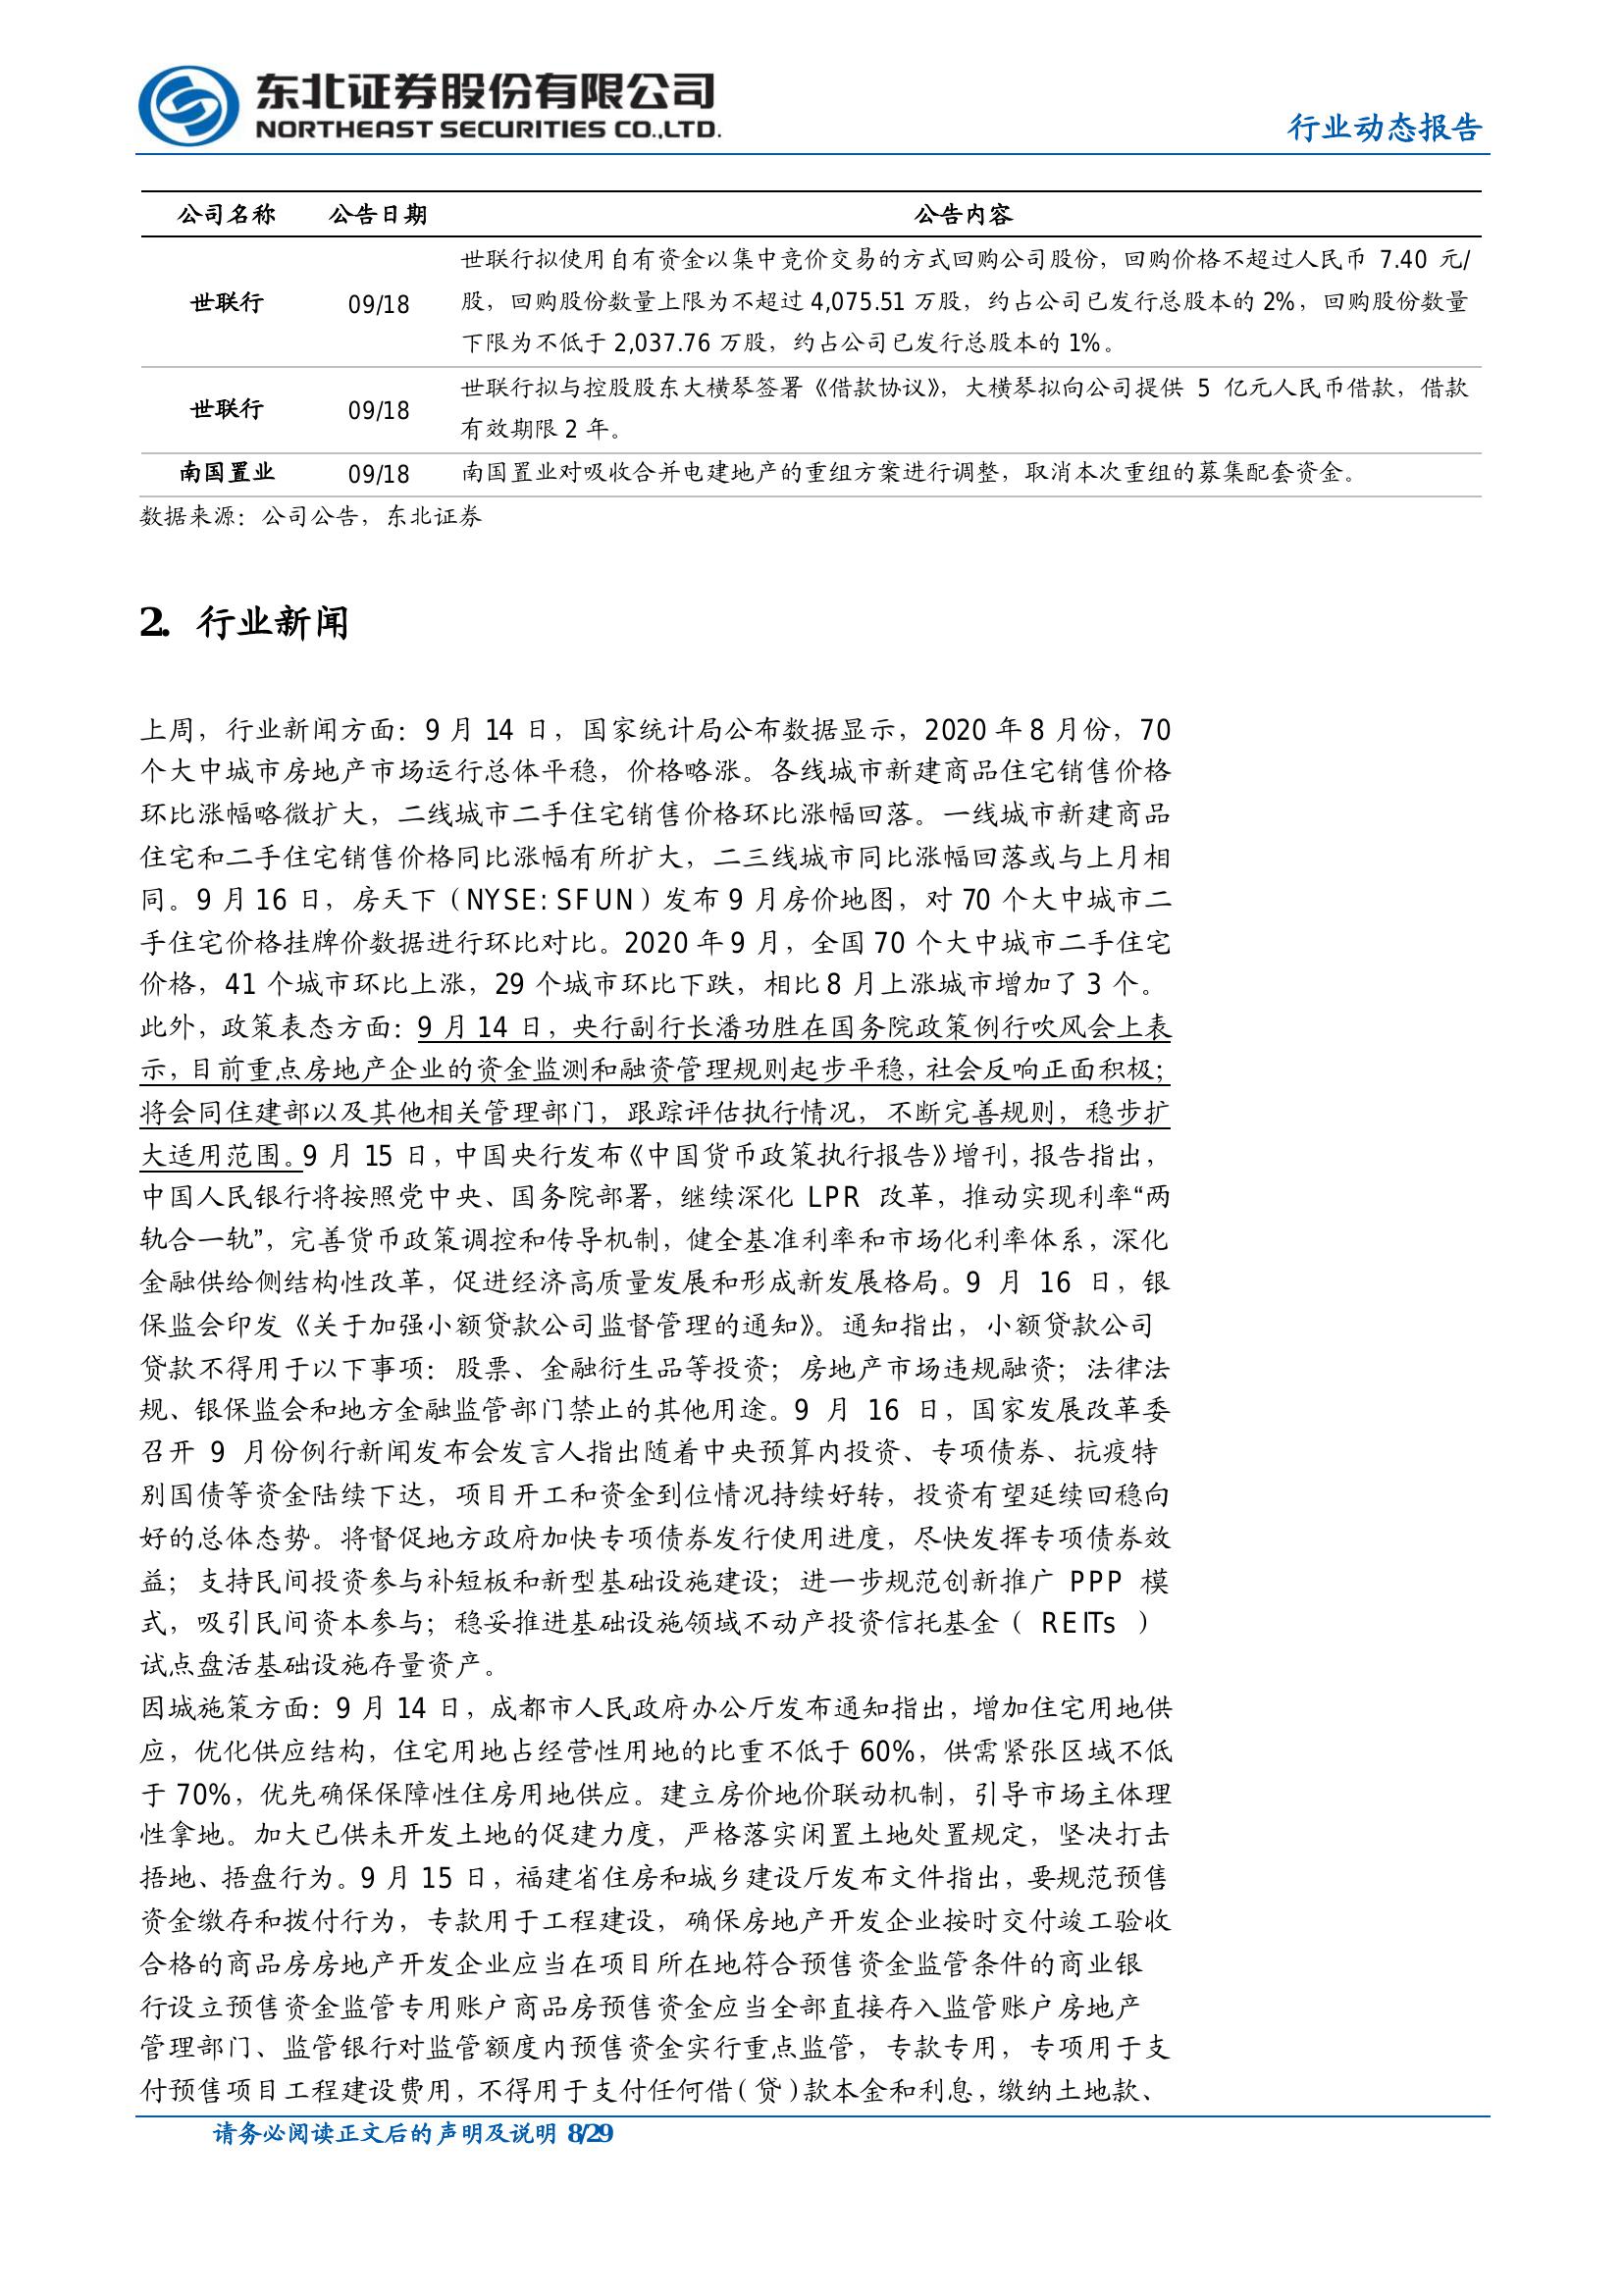 东北证券股份有限公司
NORTHEAST SECURITIES CO.,LTD.
行业动态报告
公司名称 公告日期 公告内容
世联行拟使用自有资金以集中竞价交易的方式回购公司股份，回购价格不超过人民币 7.40 元/
世联行 09/18 股，回购股份数量上限为不超过 4,075.51 万股，约占公司已发行总股本的 2%，回购股份数量
下限为不低于 2,037.76 万股，约占公司已发行总股本的 1%。
世联行 09/18 世联行拟与控股股东大横琴签署《借款协议》，大横琴拟向公司提供 5 亿元人民币借款，借款
有效期限 2 年。
南国置业 09/18 南国置业对吸收合并电建地产的重组方案进行调整，取消本次重组的募集配套资金。
数据来源：公司公告，东北证券
2. 行业新闻
上周，行业新闻方面：9 月 14 日，国家统计局公布数据显示，2020 年 8 月份，70
个大中城市房地产市场运行总体平稳，价格略涨。各线城市新建商品住宅销售价格
环比涨幅略微扩大，二线城市二手住宅销售价格环比涨幅回落。一线城市新建商品
住宅和二手住宅销售价格同比涨幅有所扩大，二三线城市同比涨幅回落或与上月相
同。9 月 16 日，房天下（NYSE: SFUN）发布 9 月房价地图，对 70 个大中城市二
手住宅价格挂牌价数据进行环比对比。2020 年 9 月，全国 70 个大中城市二手住宅
价格，41 个城市环比上涨，29 个城市环比下跌，相比 8 月上涨城市增加了 3 个。
此外，政策表态方面：9 月 14 日，央行副行长潘功胜在国务院政策例行吹风会上表
示，目前重点房地产企业的资金监测和融资管理规则起步平稳，社会反响正面积极；
将会同住建部以及其他相关管理部门，跟踪评估执行情况，不断完善规则，稳步扩
大适用范围。9 月 15 日，中国央行发布《中国货币政策执行报告》增刊，报告指出，
中国人民银行将按照党中央、国务院部署，继续深化 LPR 改革，推动实现利率“两
轨合一轨”，完善货币政策调控和传导机制，健全基准利率和市场化利率体系，深化
金融供给侧结构性改革，促进经济高质量发展和形成新发展格局。9 月 16 日，银
保监会印发《关于加强小额贷款公司监督管理的通知》。通知指出，小额贷款公司
贷款不得用于以下事项：股票、金融衍生品等投资；房地产市场违规融资；法律法
规、银保监会和地方金融监管部门禁止的其他用途。9 月 16 日，国家发展改革委
召开 9 月份例行新闻发布会发言人指出随着中央预算内投资、专项债券、抗疫特
别国债等资金陆续下达，项目开工和资金到位情况持续好转，投资有望延续回稳向
好的总体态势。将督促地方政府加快专项债券发行使用进度，尽快发挥专项债券效
益；支持民间投资参与补短板和新型基础设施建设；进一步规范创新推广 PPP 模
式，吸引民间资本参与；稳妥推进基础设施领域不动产投资信托基金（ REITs ）
试点盘活基础设施存量资产。
因城施策方面：9 月 14 日，成都市人民政府办公厅发布通知指出，增加住宅用地供
应，优化供应结构，住宅用地占经营性用地的比重不低于 60%，供需紧张区域不低
于 70%，优先确保保障性住房用地供应。建立房价地价联动机制，引导市场主体理
性拿地。加大已供未开发土地的促建力度，严格落实闲置土地处置规定，坚决打击
捂地、捂盘行为。9 月 15 日，福建省住房和城乡建设厅发布文件指出，要规范预售
资金缴存和拨付行为，专款用于工程建设，确保房地产开发企业按时交付竣工验收
合格的商品房房地产开发企业应当在项目所在地符合预售资金监管条件的商业银
行设立预售资金监管专用账户商品房预售资金应当全部直接存入监管账户房地产
管理部门、监管银行对监管额度内预售资金实行重点监管，专款专用，专项用于支
付预售项目工程建设费用，不得用于支付任何借（贷）款本金和利息，缴纳土地款、
请务必阅读正文后的声明及说明 8/29